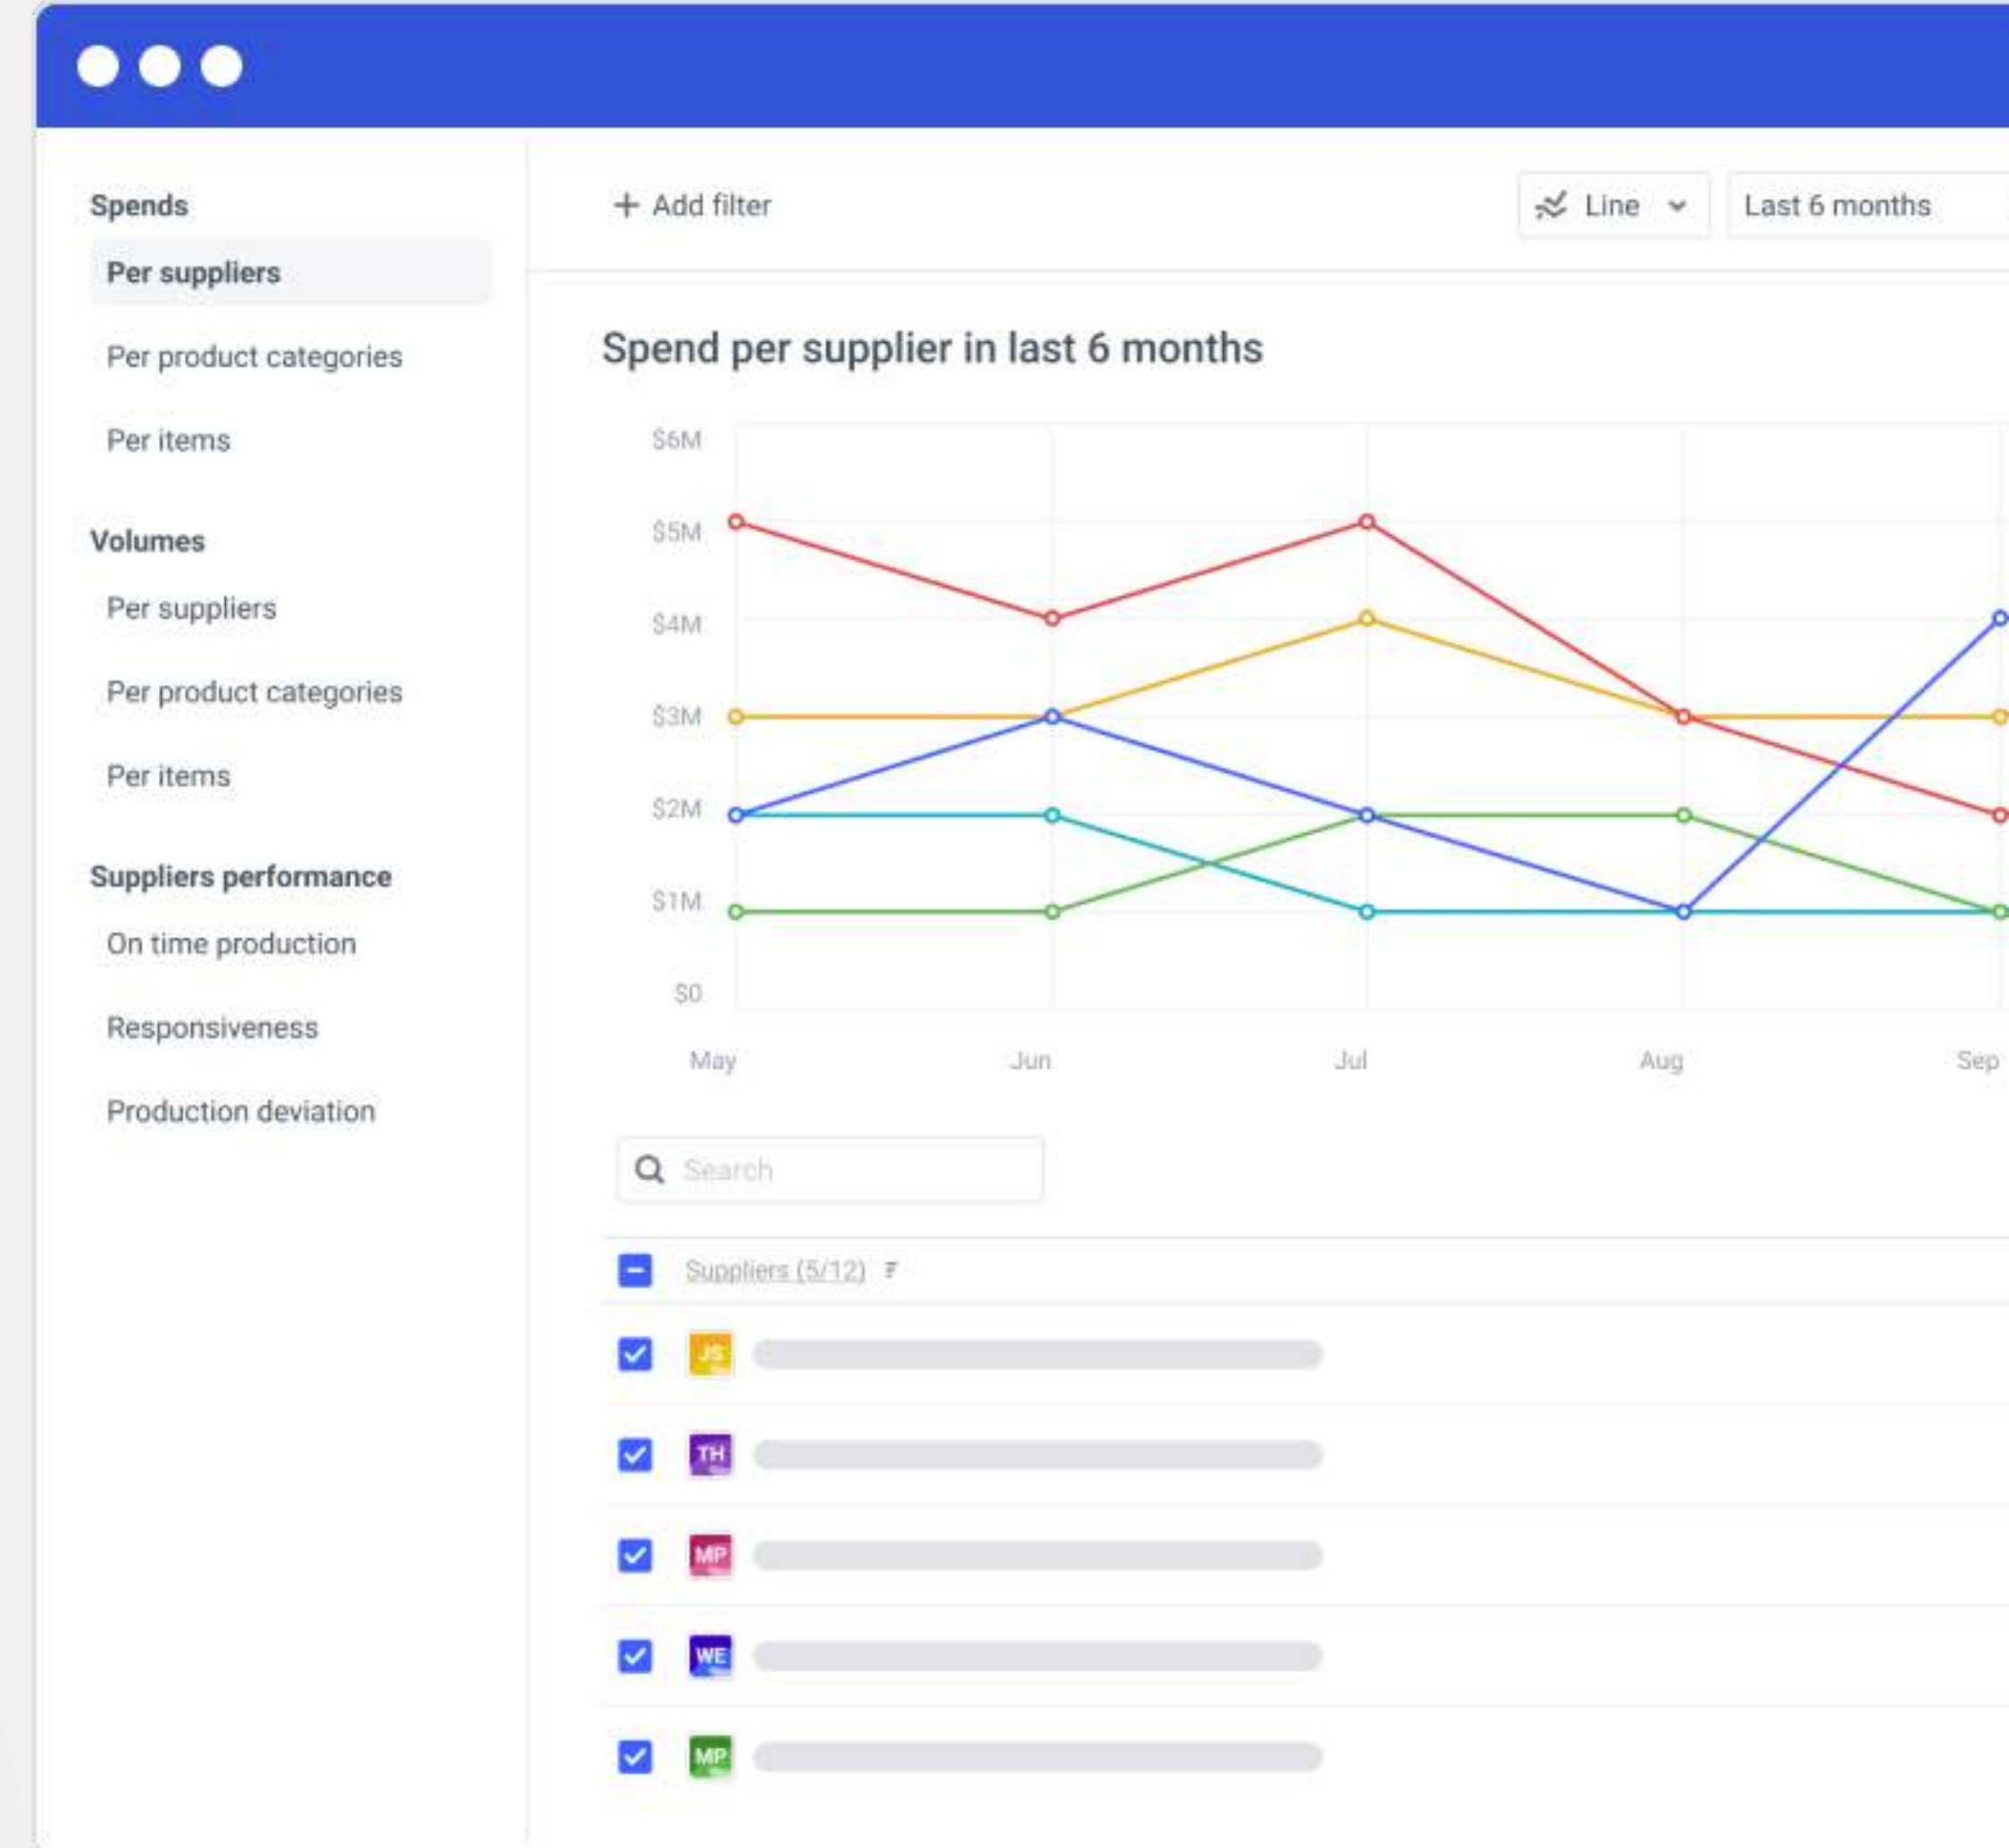 Spends
Per suppliers
Per product categories
Per items
Volumes
Per suppliers
Per product categories
Per items
Suppliers performance
On time production
Responsiveness
Production deviation
Add filter
Line
Last 6 months
Spend per supplier in last 6 months
$6M
$5M
$4M
$3M
$2M
$1M
$0
May Jun Jul Aug Sep
Search
Suppliers (5/12)
JS
TH
MP
WE
MP